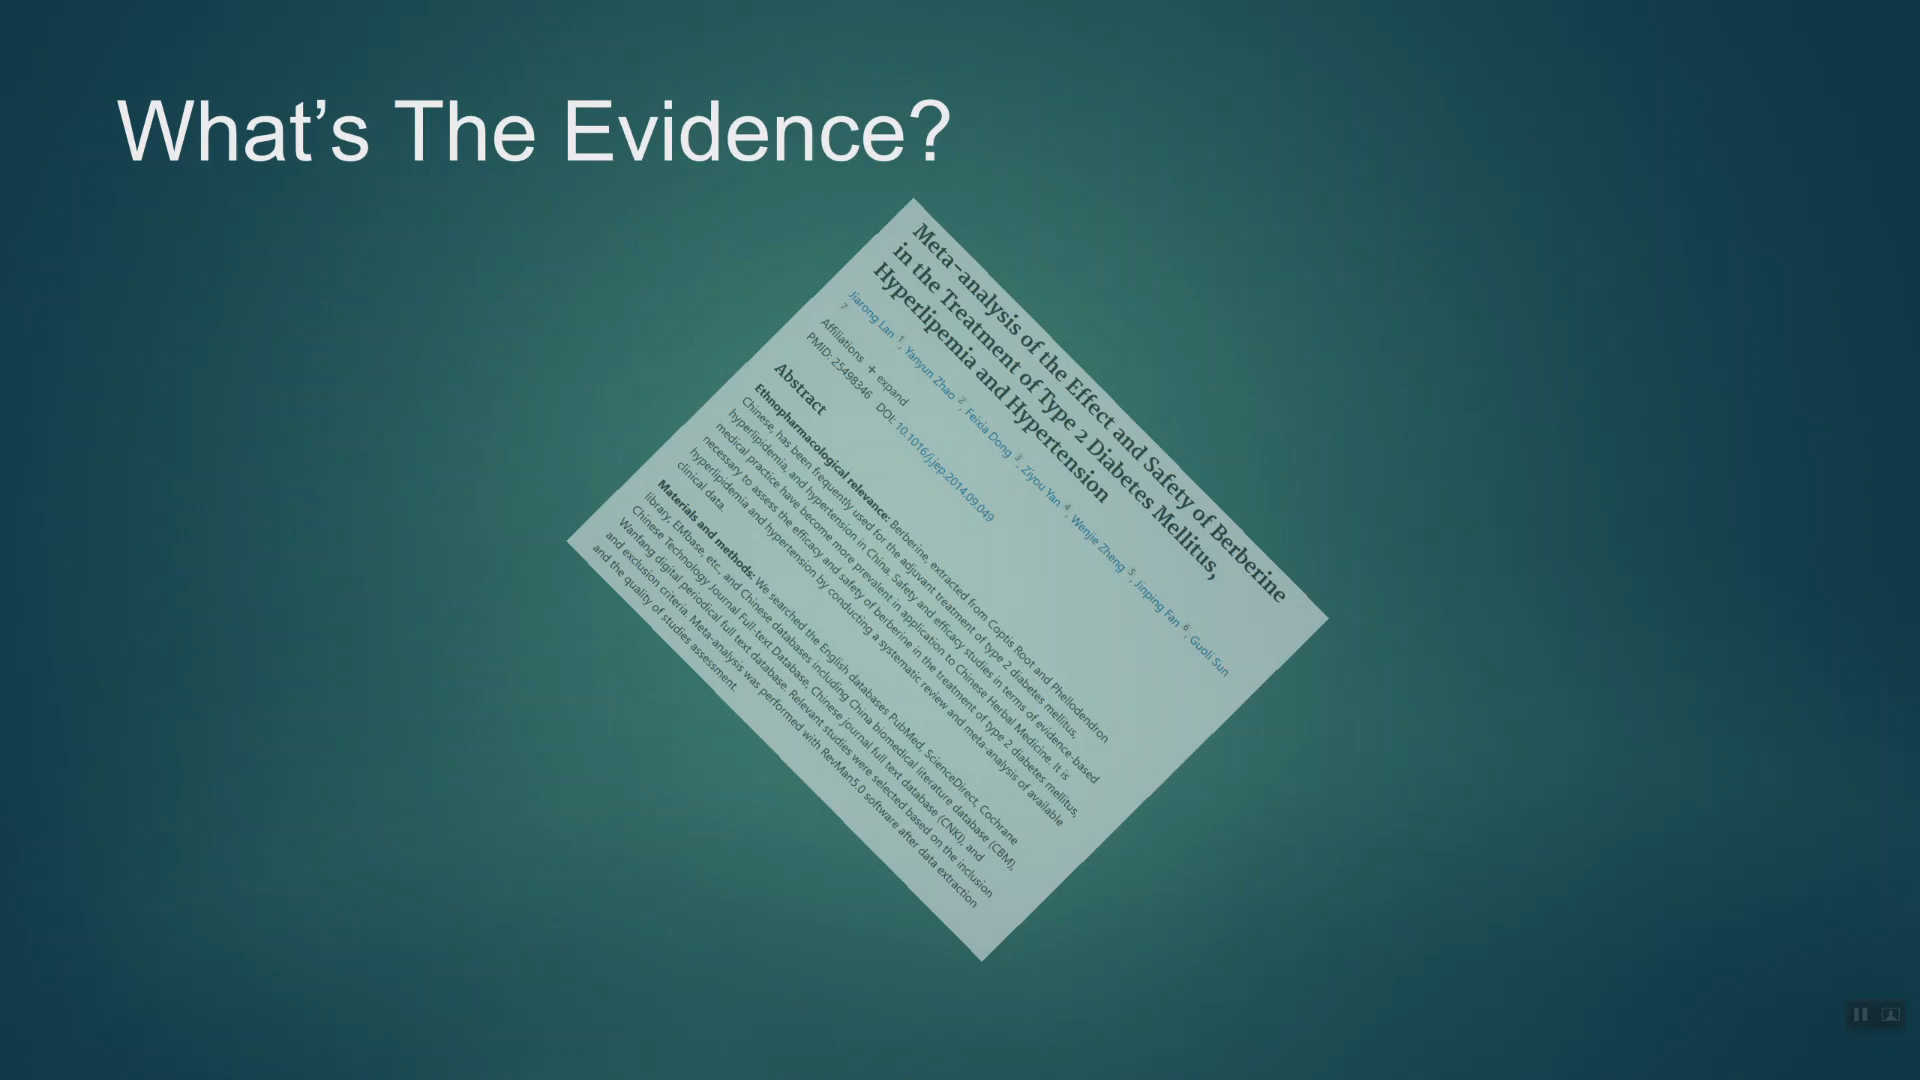 What's The Evidence?
Meta-analysis of the Effect and Safety of Berberine
in the Treatment of Type 2 Diabetes Mellitus,
Hyperlipemia and Hypertension
Jiarong Lan 1, Yanyun Zhao 2, Feixia Dong 3, Ziyou Yan 4, Wenjie Zheng 5, Jinping Fan 6, Guoli Sun
7
Affiliations + expand
PMID: 25498346 DOI: 10.1016/j.jep.2014.09.049
Abstract
Ethnopharmacological relevance: Berberine, extracted from Coptis Root and Phellodendron
Chinese, has been frequently used for the adjuvant treatment of type 2 diabetes mellitus,
hyperlipidemia, and hypertension in China. Safety and efficacy studies in terms of evidence-based
medical practice have become more prevalent in application to Chinese Herbal Medicine. It is
necessary to assess the efficacy and safety of berberine in the treatment of type 2 diabetes mellitus,
hyperlipidemia and hypertension by conducting a systematic review and meta-analysis of available
clinical data.
Materials and methods: We searched the English databases PubMed, ScienceDirect, Cochrane
library, EMbase, etc., and Chinese databases including China biomedical literature database (CBM),
Chinese Technology Journal Full-text Database, Chinese journal full text database (CNKI), and
Wanfang digital periodical full text database. Relevant studies were selected based on the inclusion
and exclusion criteria. Meta-analysis was performed with RevMan5.0 software after data extraction
and the quality of studies assessment.